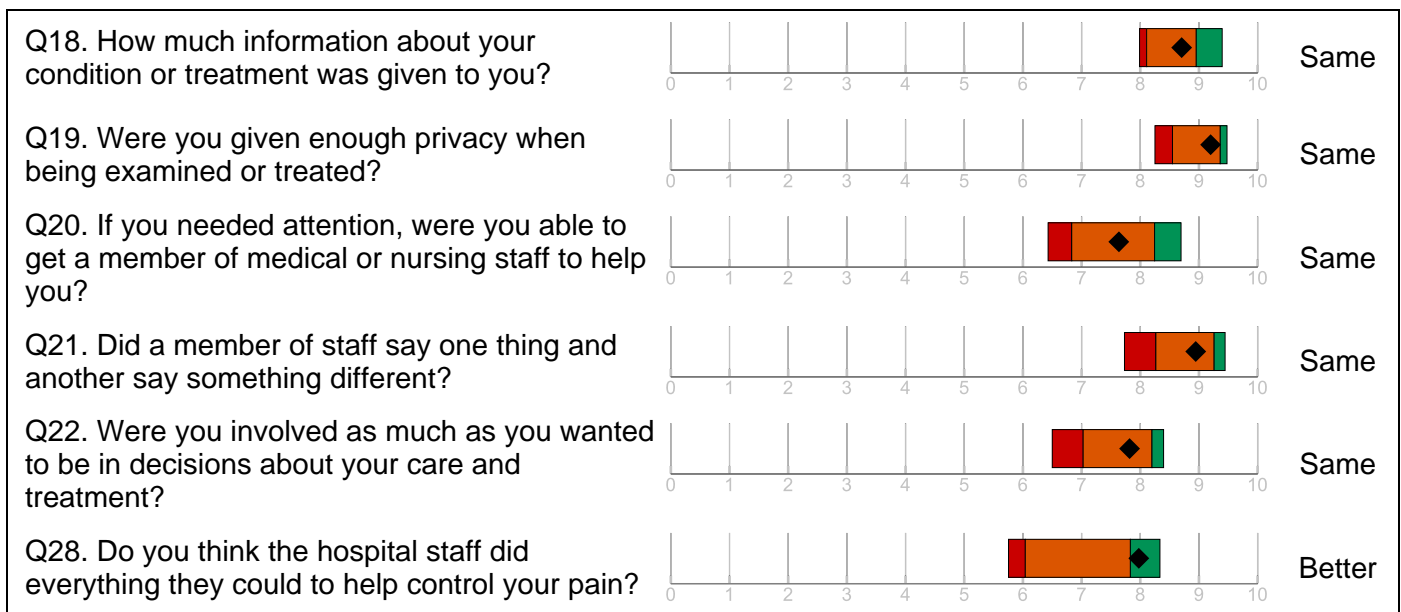 Q18. How much information about your
condition or treatment was given to you?
0 1 2 3 4 5 6 7 8 9 10
Same
Q19. Were you given enough privacy when
being examined or treated?
0 1 2 3 4 5 6 7 8 9 10
Same
Q20. If you needed attention, were you able to
get a member of medical or nursing staff to help
you?
0 1 2 3 4 5 6 7 8 9 10
Same
Q21. Did a member of staff say one thing and
another say something different?
0 1 2 3 4 5 6 7 8 9 10
Same
Q22. Were you involved as much as you wanted
to be in decisions about your care and
treatment?
0 1 2 3 4 5 6 7 8 9 10
Same
Q28. Do you think the hospital staff did
everything they could to help control your pain?
0 1 2 3 4 5 6 7 8 9 10
Better